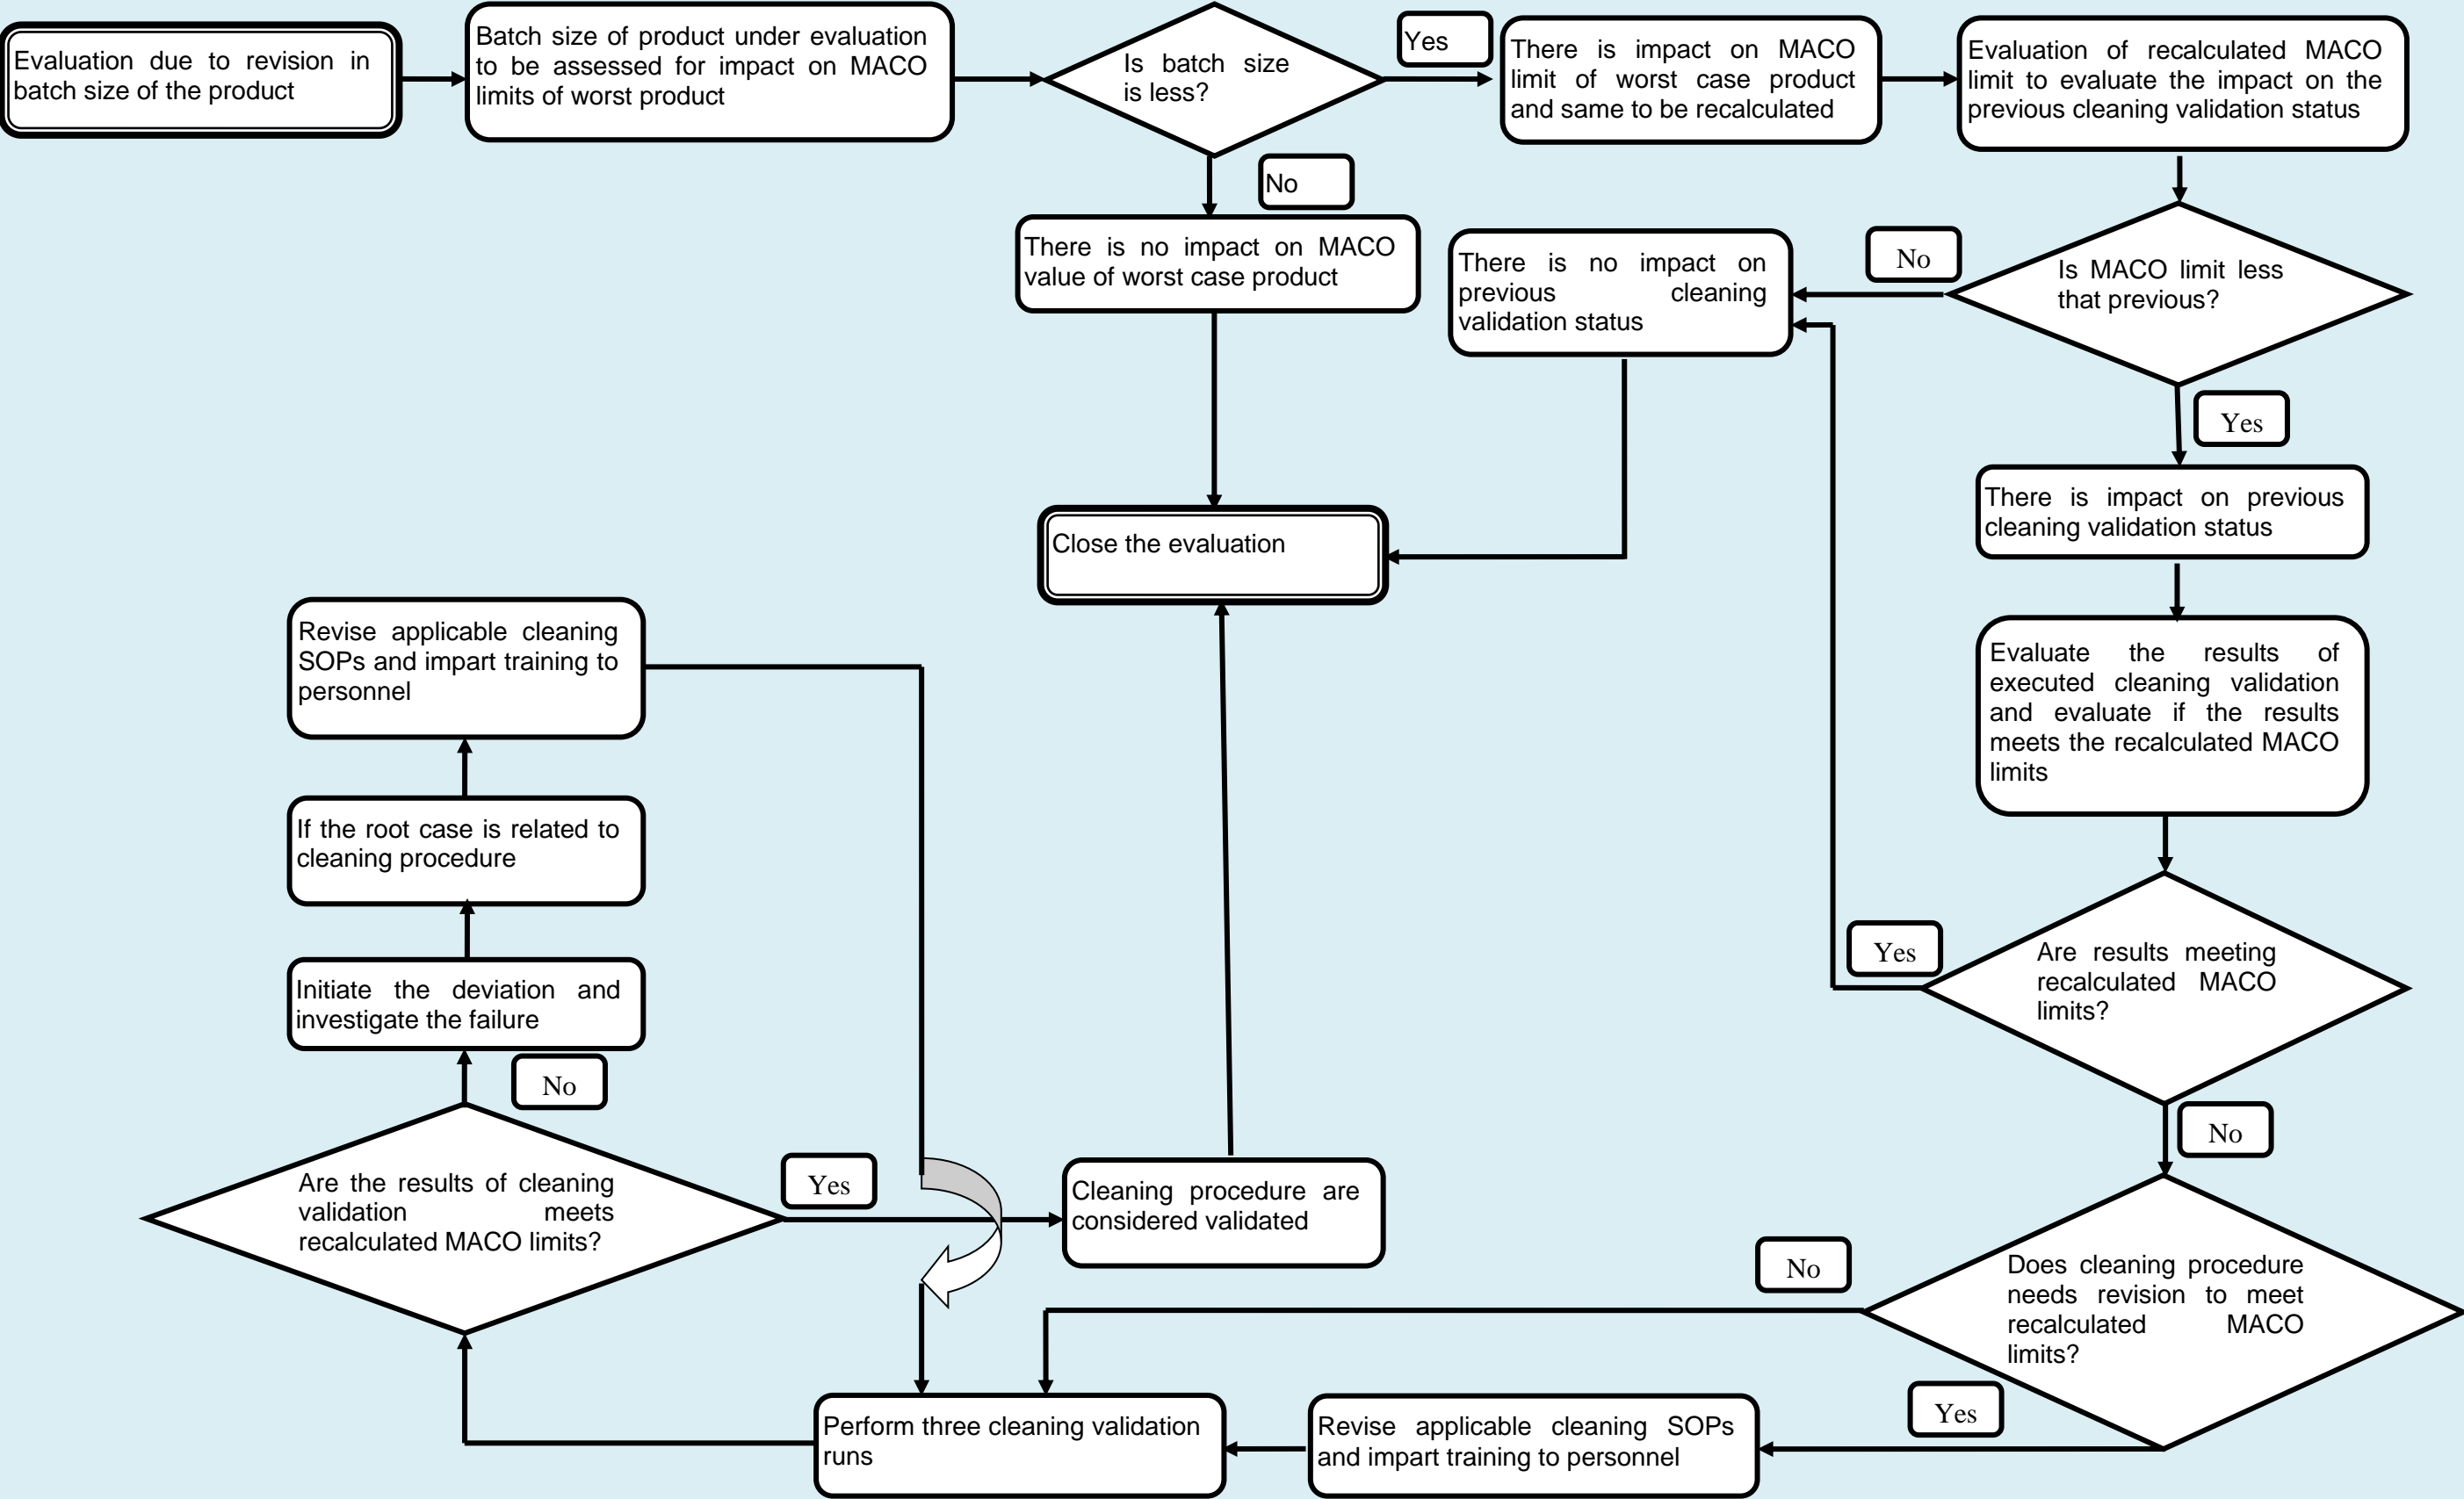 Evaluation due to revision in
batch size of the product
Batch size of product under evaluation
to be assessed for impact on MACO
limits of worst product
Is batch size
is less?
Yes
There is impact on MACO
limit of worst case product
and same to be recalculated
Evaluation of recalculated MACO
limit to evaluate the impact on the
previous cleaning validation status
No
There is no impact on MACO
value of worst case product
There is no impact on
previous cleaning
validation status
No
Is MACO limit less
that previous?
Yes
There is impact on previous
cleaning validation status
Close the evaluation
Evaluate the results of
executed cleaning validation
and evaluate if the results
meets the recalculated MACO
limits
Revise applicable cleaning
SOPs and impart training to
personnel
If the root case is related to
cleaning procedure
Initiate the deviation and
investigate the failure
No
Yes
Are results meeting
recalculated MACO
limits?
No
Are the results of cleaning
validation meets
recalculated MACO limits?
Yes
Cleaning procedure are
considered validated
No
Does cleaning procedure
needs revision to meet
recalculated MACO
limits?
Yes
Perform three cleaning validation
runs
Revise applicable cleaning SOPs
and impart training to personnel